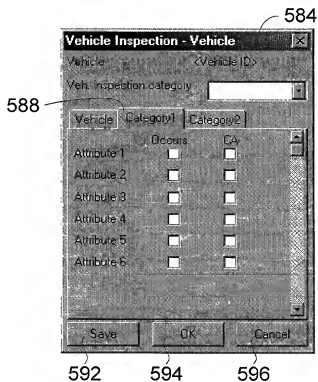 584
Vehicle Inspection - Vehicle
Vehicle <Vehicle ID>
Veh. inspection category
588
Vehicle Category1 Category2
Occurs CA
Attribute 1
Attribute 2
Attribute 3
Attribute 4
Attribute 5
Attribute 6
Save OK Cancel
592 594 596